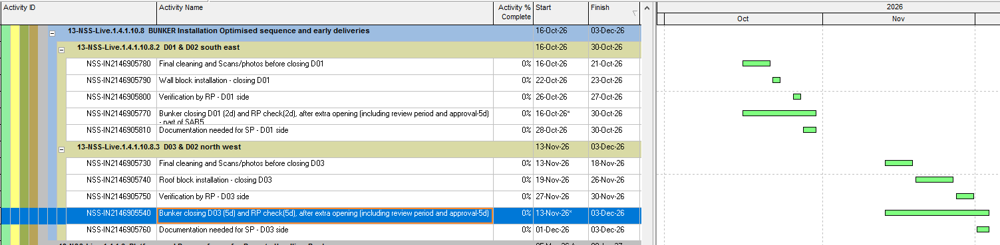 Activity ID Activity Name Activity % Complete Start Finish
2026
Oct Nov
13-NSS-Live.1.4.1.10.8 BUNKER Installation Optimised sequence and early deliveries 16-Oct-26 03-Dec-26
13-NSS-Live.1.4.1.10.8.2 D01 & D02 south east 16-Oct-26 30-Oct-26
NSS-IN2146905780 Final cleaning and Scans/photos before closing D01 0% 16-Oct-26 21-Oct-26
NSS-IN2146905790 Wall block installation - closing D01 0% 22-Oct-26 23-Oct-26
NSS-IN2146905800 Verification by RP - D01 side 0% 26-Oct-26 27-Oct-26
NSS-IN2146905770 Bunker closing D01 (2d) and RP check(2d), after extra opening (including review period and approval-5d) 0% 16-Oct-26* 30-Oct-26
- part of SAR5
NSS-IN2146905810 Documentation needed for SP - D01 side 0% 28-Oct-26 30-Oct-26
13-NSS-Live.1.4.1.10.8.3 D03 & D02 north west 13-Nov-26 03-Dec-26
NSS-IN2146905730 Final cleaning and Scans/photos before closing D03 0% 13-Nov-26 18-Nov-26
NSS-IN2146905740 Roof block installation - closing D03 0% 19-Nov-26 26-Nov-26
NSS-IN2146905750 Verification by RP - D03 side 0% 27-Nov-26 30-Nov-26
NSS-IN2146905540 Bunker closing D03 (5d) and RP check(5d), after extra opening (including review period and approval-5d) 0% 13-Nov-26* 03-Dec-26
NSS-IN2146905760 Documentation needed for SP - D03 side 0% 01-Dec-26 03-Dec-26